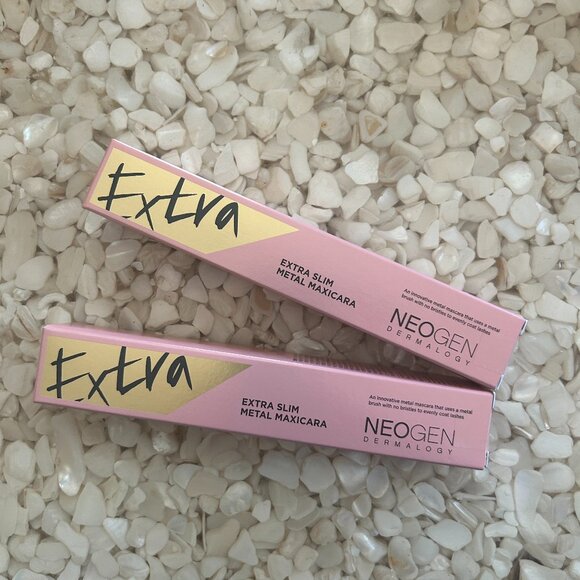 Extra
EXTRA SLIM
METAL MAXICARA
An innovative metal mascara that uses a metal
brush with no bristles to evenly coat lashes
NEOGEN
DERMALOGY
Extra
EXTRA SLIM
METAL MAXICARA
An innovative metal mascara that uses a metal
brush with no bristles to evenly coat lashes
NEOGEN
DERMALOGY